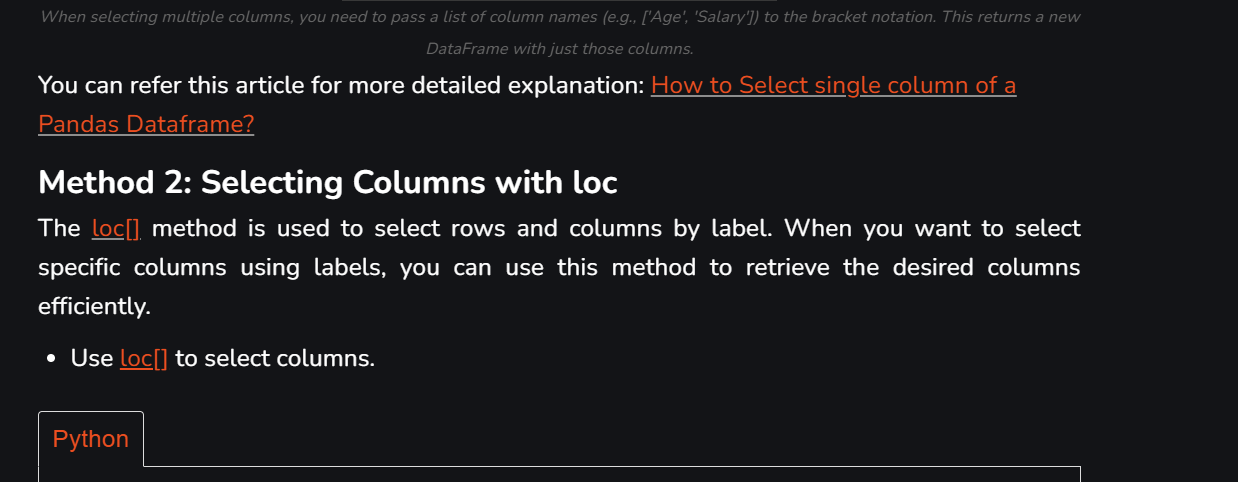 When selecting multiple columns, you need to pass a list of column names (e.g., ['Age', 'Salary']) to the bracket notation. This returns a new
DataFrame with just those columns.
You can refer this article for more detailed explanation: How to Select single column of a
Pandas Dataframe?
Method 2: Selecting Columns with loc
The loc[] method is used to select rows and columns by label. When you want to select
specific columns using labels, you can use this method to retrieve the desired columns
efficiently.
• Use loc[] to select columns.
Python